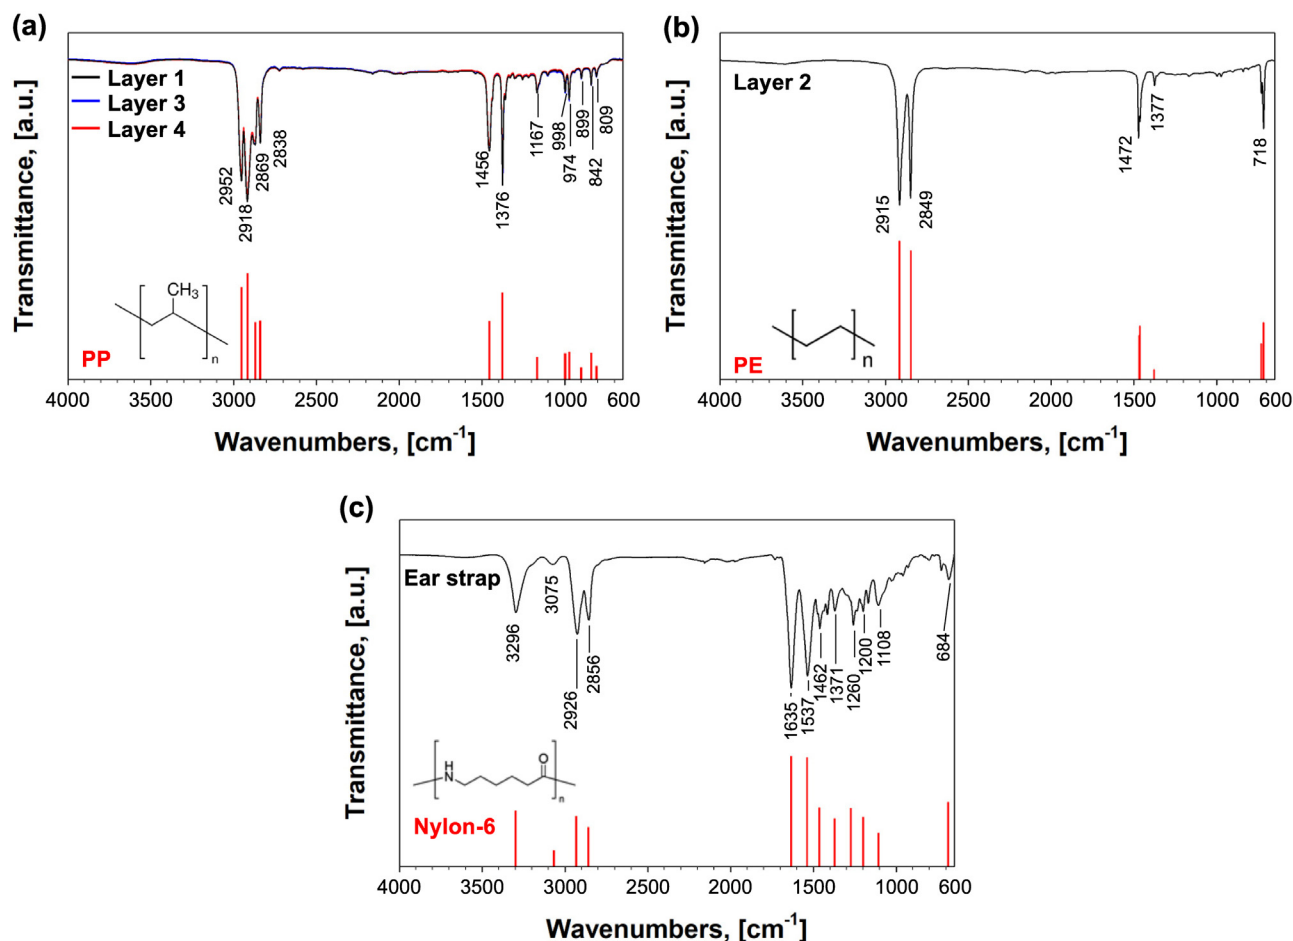 (a)
Transmittance, [a.u.]
Layer 1
Layer 3
Layer 4
2952
2918
2869
2838
1456
1376
1167
998
974
899
842
809
CH3
n
PP
4000 3500 3000 2500 2000 1500 1000 600
Wavenumbers, [cm-1]
(b)
Transmittance, [a.u.]
Layer 2
2915
2849
1472
1377
718
n
PE
4000 3500 3000 2500 2000 1500 1000 600
Wavenumbers, [cm-1]
(c)
Transmittance, [a.u.]
Ear strap
3296
3075
2926
2856
1635
1537
1462
1371
1260
1200
1108
684
H
N
O
n
Nylon-6
4000 3500 3000 2500 2000 1500 1000 600
Wavenumbers, [cm-1]